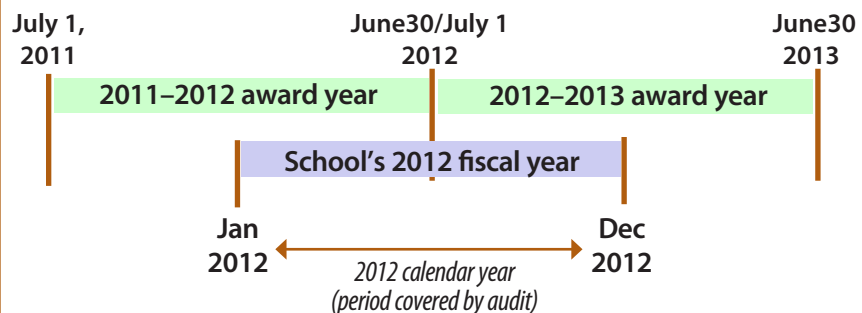 July 1,
2011
June30/July 1
2012
June30
2013
2011–2012 award year
2012–2013 award year
School's 2012 fiscal year
Jan
2012
Dec
2012
2012 calendar year
(period covered by audit)